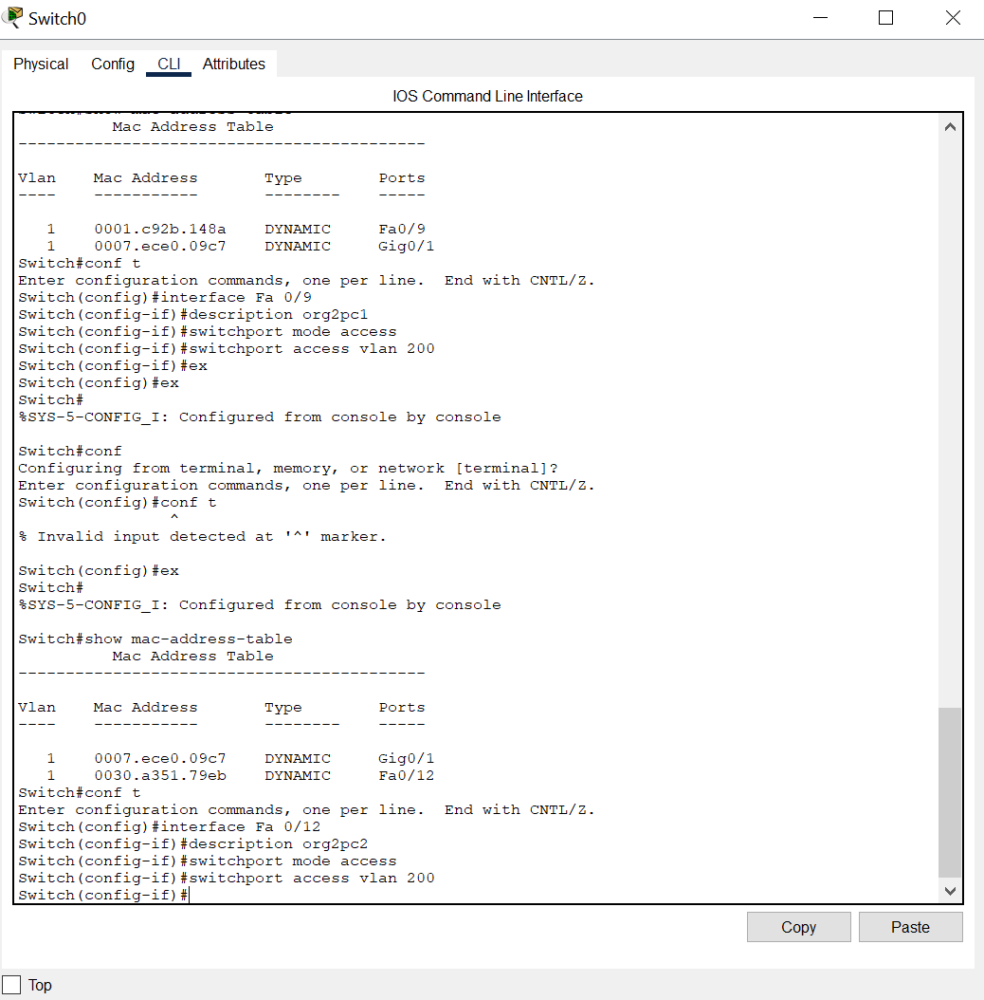 Switch0
Physical Config CLI Attributes
IOS Command Line Interface
Mac Address Table
-------------------------------------------
Vlan    Mac Address       Type        Ports
----    -----------       --------    -----
1    0001.c92b.148a    DYNAMIC     Fa0/9
1    0007.ece0.09c7    DYNAMIC     Gig0/1
Switch#conf t
Enter configuration commands, one per line.  End with CNTL/Z.
Switch(config)#interface Fa 0/9
Switch(config-if)#description org2pc1
Switch(config-if)#switchport mode access
Switch(config-if)#switchport access vlan 200
Switch(config-if)#ex
Switch(config)#ex
Switch#
%SYS-5-CONFIG_I: Configured from console by console
Switch#conf
Configuring from terminal, memory, or network [terminal]?
Enter configuration commands, one per line.  End with CNTL/Z.
Switch(config)#conf t
^
% Invalid input detected at '^' marker.
Switch(config)#ex
Switch#
%SYS-5-CONFIG_I: Configured from console by console
Switch#show mac-address-table
Mac Address Table
-------------------------------------------
Vlan    Mac Address       Type        Ports
----    -----------       --------    -----
1    0007.ece0.09c7    DYNAMIC     Gig0/1
1    0030.a351.79eb    DYNAMIC     Fa0/12
Switch#conf t
Enter configuration commands, one per line.  End with CNTL/Z.
Switch(config)#interface Fa 0/12
Switch(config-if)#description org2pc2
Switch(config-if)#switchport mode access
Switch(config-if)#switchport access vlan 200
Switch(config-if)#
Copy Paste
Top